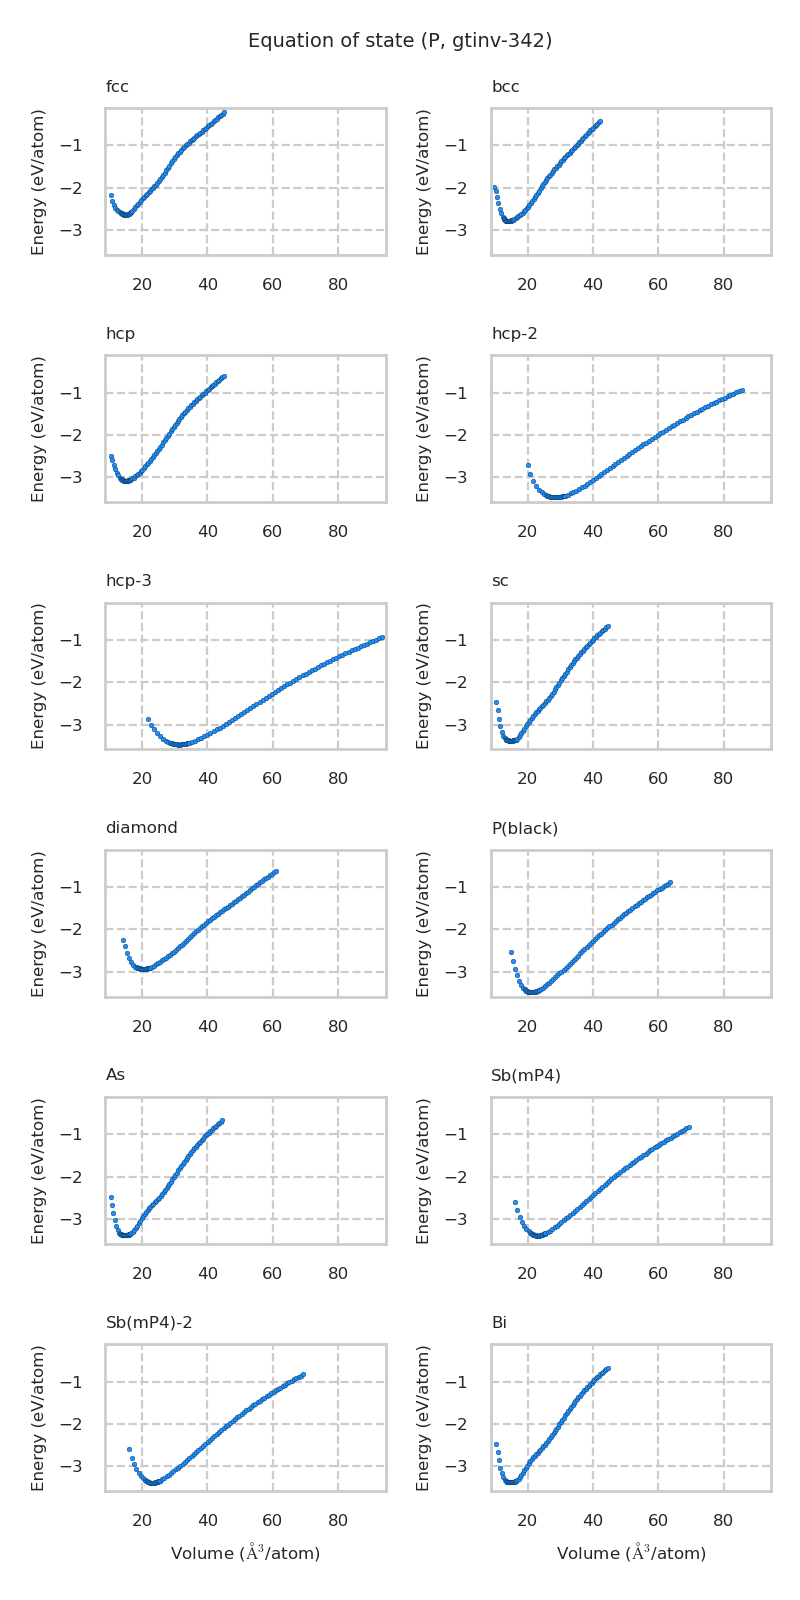 Equation of state (P, gtinv-342)
fcc
bcc
Energy (eV/atom)
−1
−2
−3
20 40 60 80
Energy (eV/atom)
−1
−2
−3
20 40 60 80
hcp
hcp-2
Energy (eV/atom)
−1
−2
−3
20 40 60 80
Energy (eV/atom)
−1
−2
−3
20 40 60 80
hcp-3
sc
Energy (eV/atom)
−1
−2
−3
20 40 60 80
Energy (eV/atom)
−1
−2
−3
20 40 60 80
diamond
P(black)
Energy (eV/atom)
−1
−2
−3
20 40 60 80
Energy (eV/atom)
−1
−2
−3
20 40 60 80
As
Sb(mP4)
Energy (eV/atom)
−1
−2
−3
20 40 60 80
Energy (eV/atom)
−1
−2
−3
20 40 60 80
Sb(mP4)-2
Bi
Energy (eV/atom)
−1
−2
−3
20 40 60 80
Volume (Å³/atom)
Energy (eV/atom)
−1
−2
−3
20 40 60 80
Volume (Å³/atom)